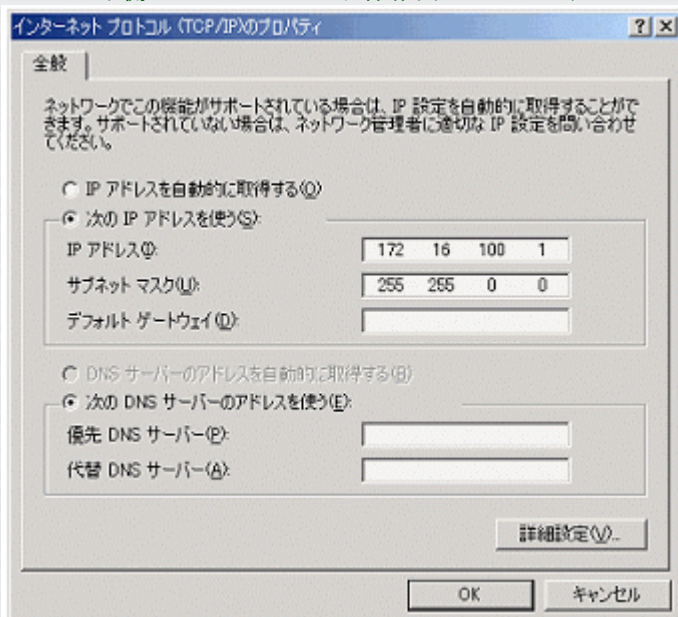 インターネット プロトコル (TCP/IP)のプロパティ
全般
ネットワークでこの機能がサポートされている場合は、IP 設定を自動的に取得することがで
きます。サポートされていない場合は、ネットワーク管理者に適切な IP 設定を問い合わせ
てください。
IP アドレスを自動的に取得する(O)
次の IP アドレスを使う(S):
IP アドレス(I): 172 16 100 1
サブネット マスク(U): 255 255 0 0
デフォルト ゲートウェイ(D):
DNS サーバーのアドレスを自動的に取得する(B)
次の DNS サーバーのアドレスを使う(E):
優先 DNS サーバー(P):
代替 DNS サーバー(A):
詳細設定(V)...
OK キャンセル